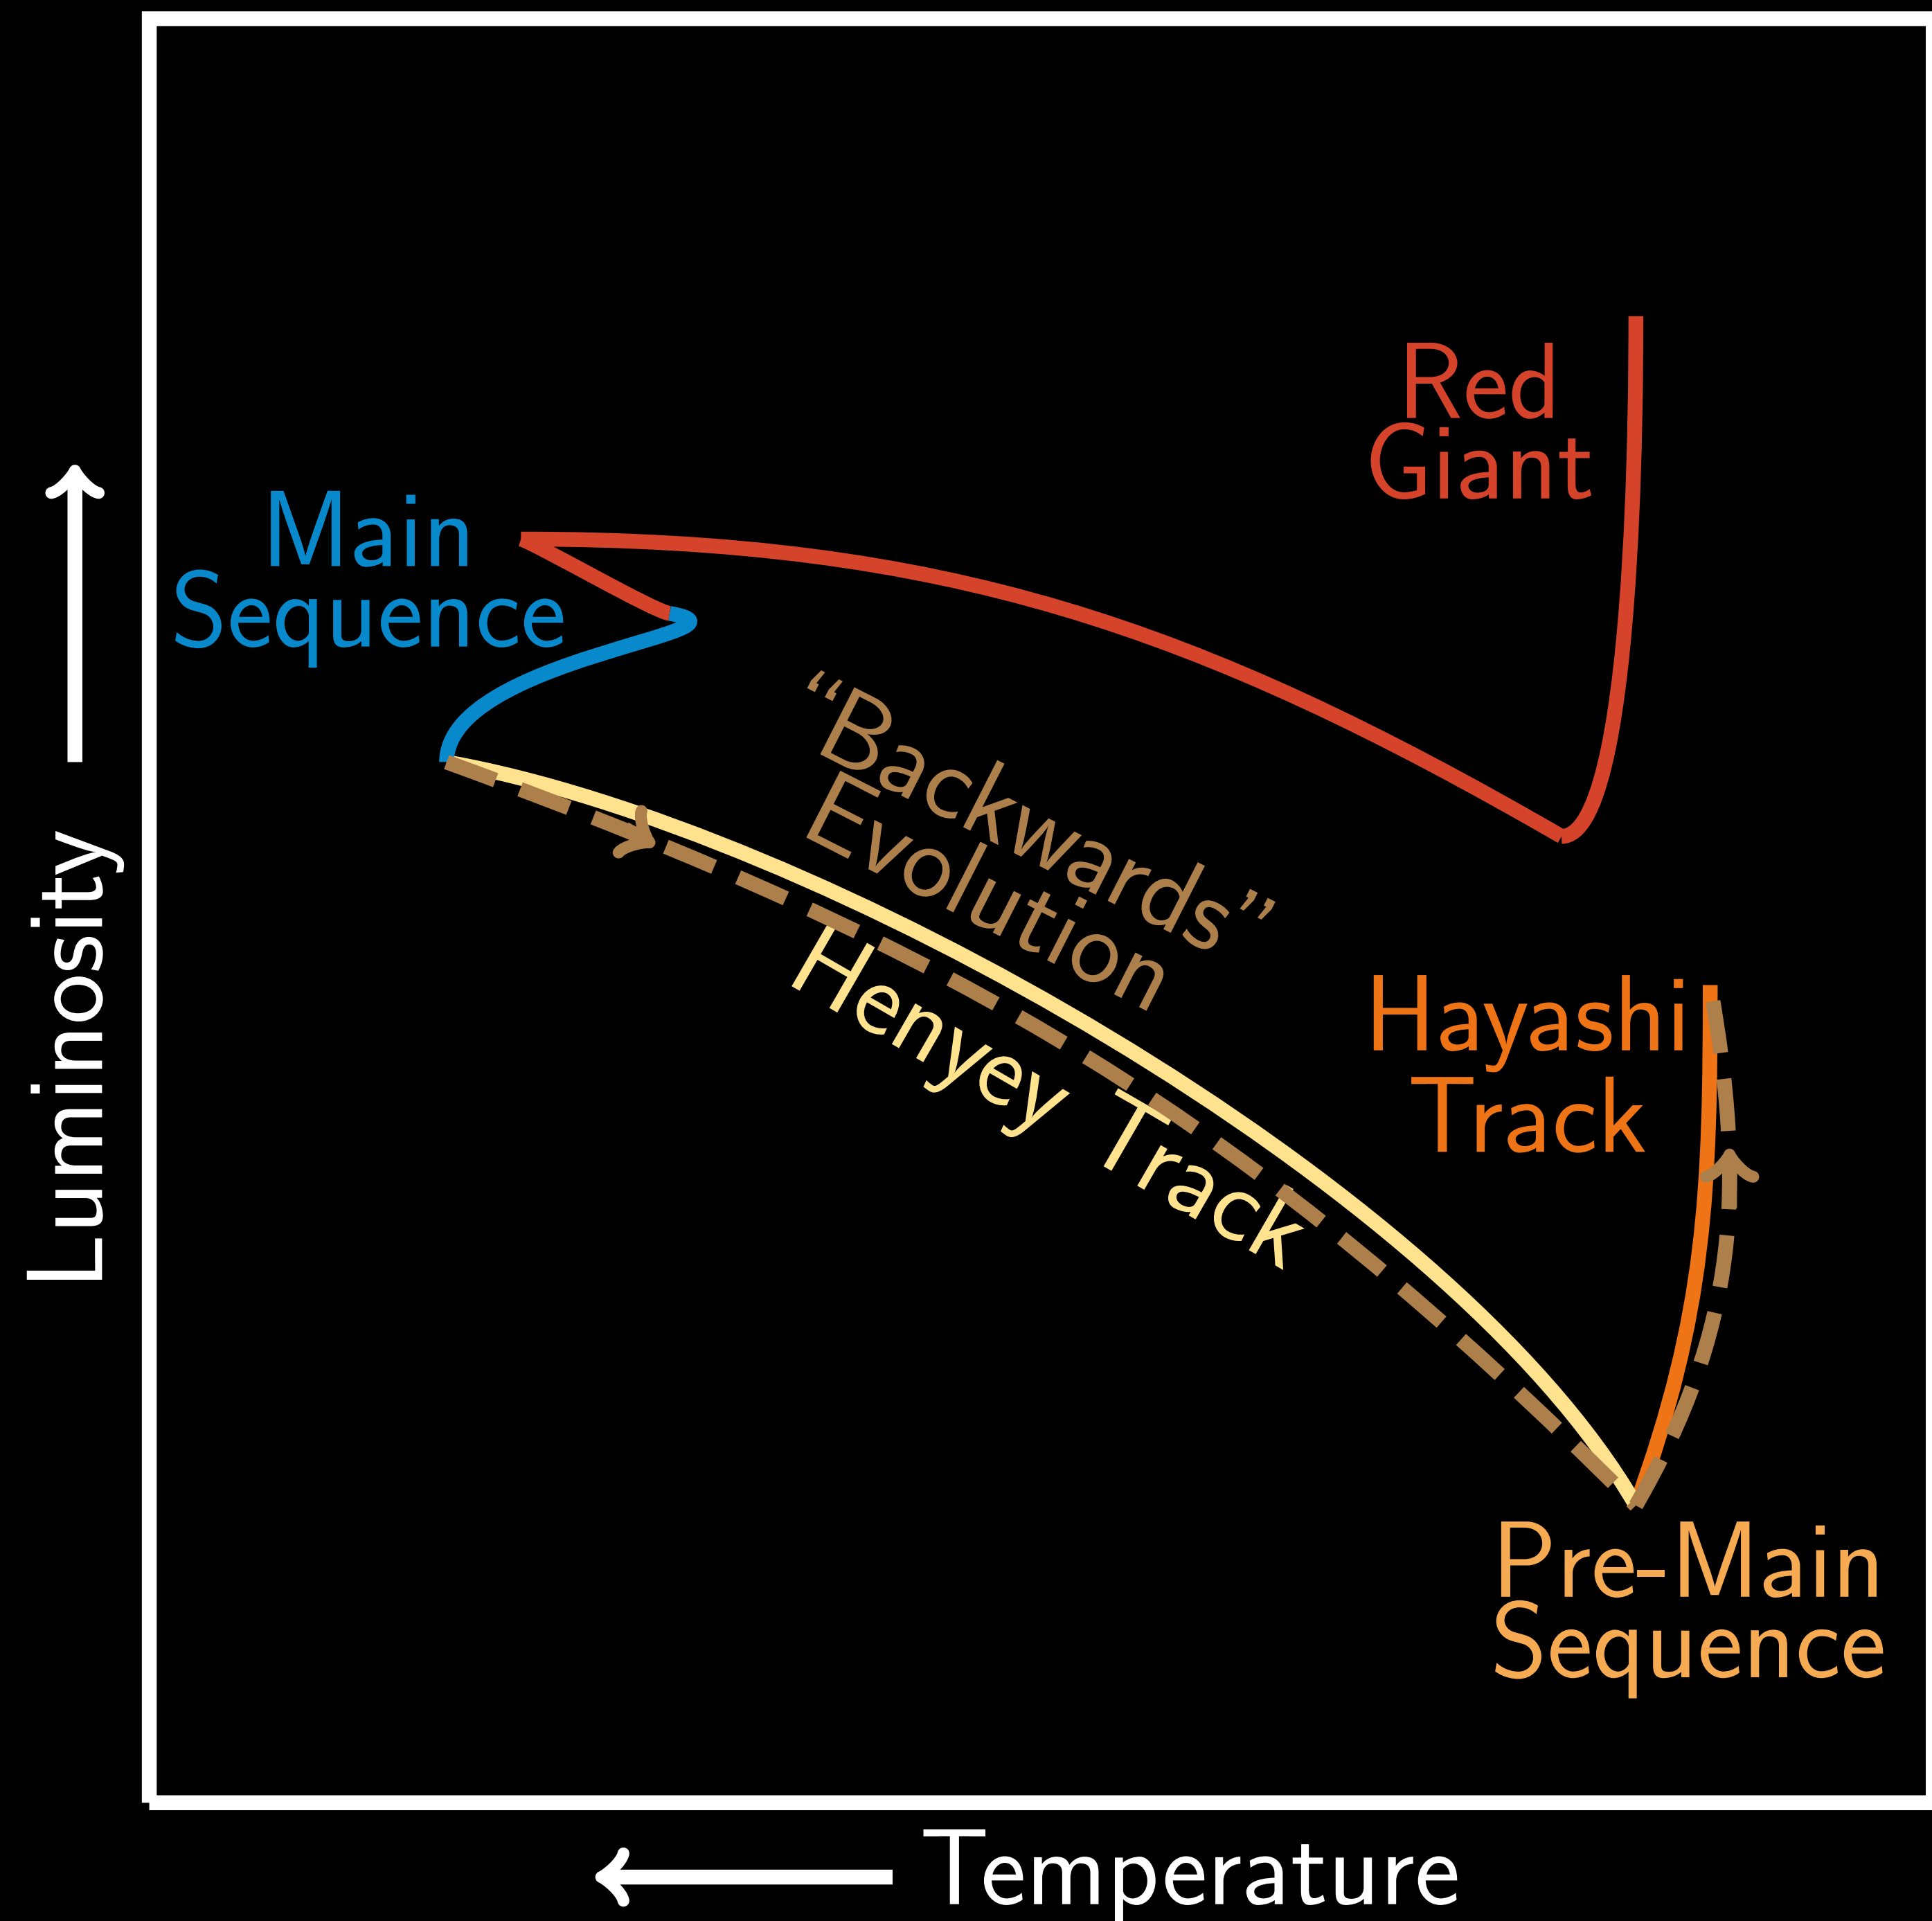 Red
Giant
Main
Sequence
“Backwards”
Evolution
Henyey Track
Hayashi
Track
Pre-Main
Sequence
Luminosity
Temperature